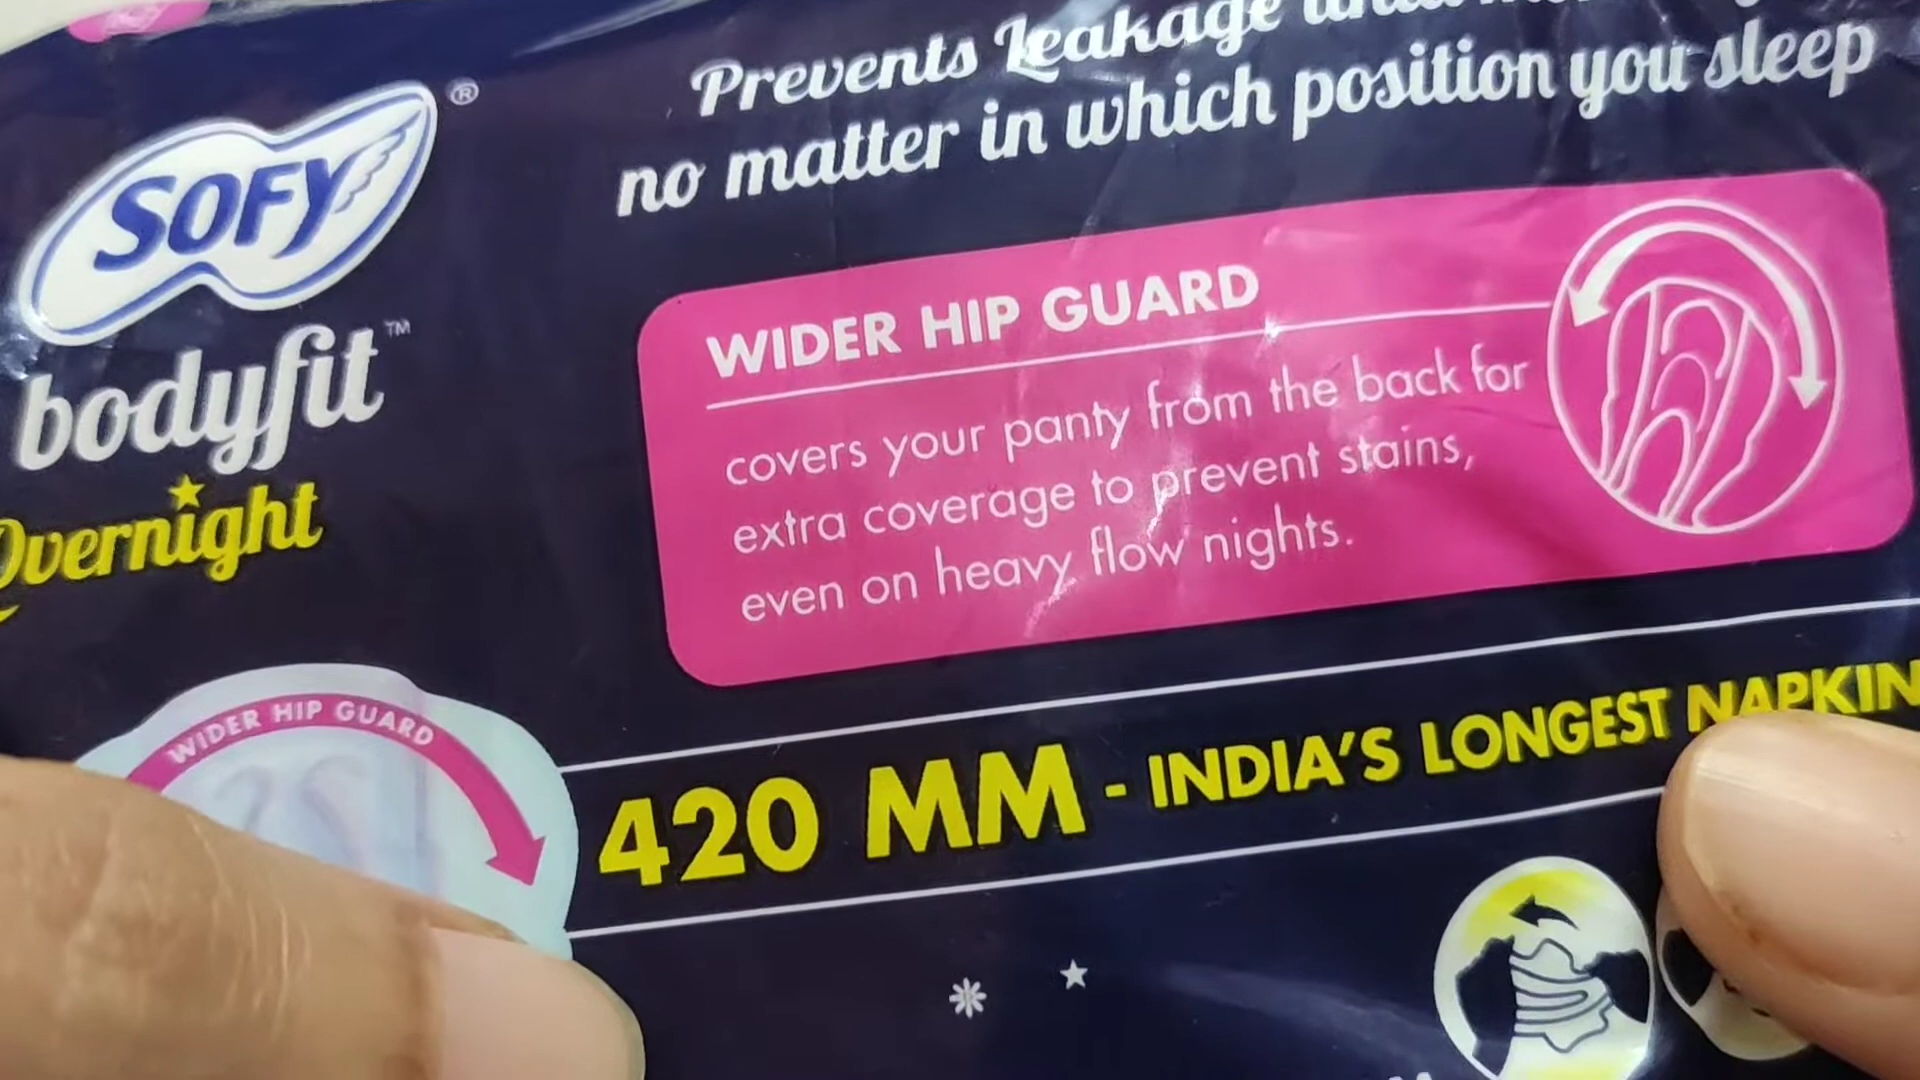 Prevents Leakage
no matter in which position you sleep
SOFY®
bodyfit™
Overnight
WIDER HIP GUARD
covers your panty from the back for
extra coverage to prevent stains,
even on heavy flow nights.
WIDER HIP GUARD
420 MM - INDIA'S LONGEST NAPKIN